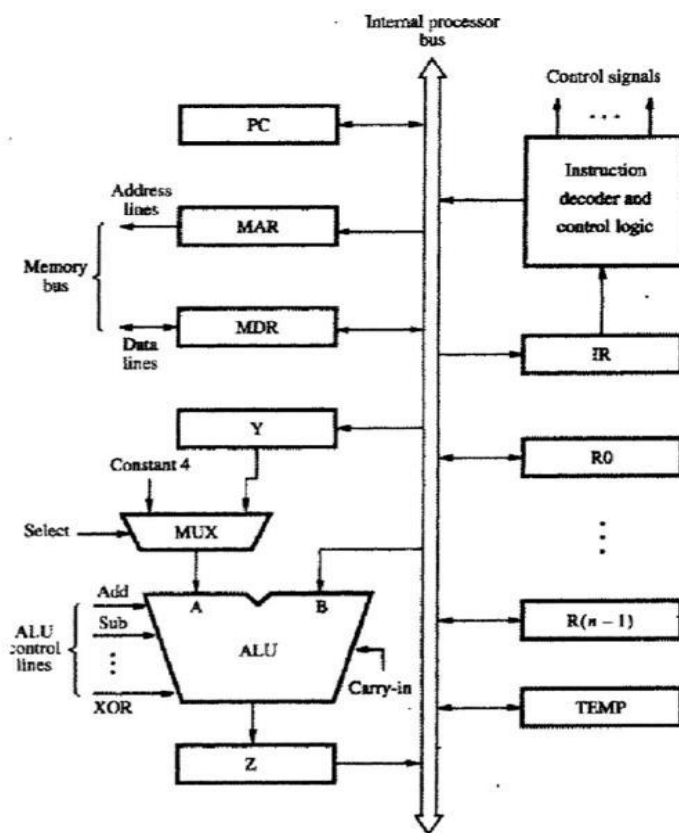 Internal processor
bus
Control signals
...
PC
Instruction
decoder and
control logic
Address
lines
MAR
Memory
bus
MDR
Data
lines
IR
Y
Constant 4
R0
Select
MUX
Add
A
B
R(n − 1)
Sub
ALU
control
lines
ALU
XOR
Carry-in
TEMP
Z